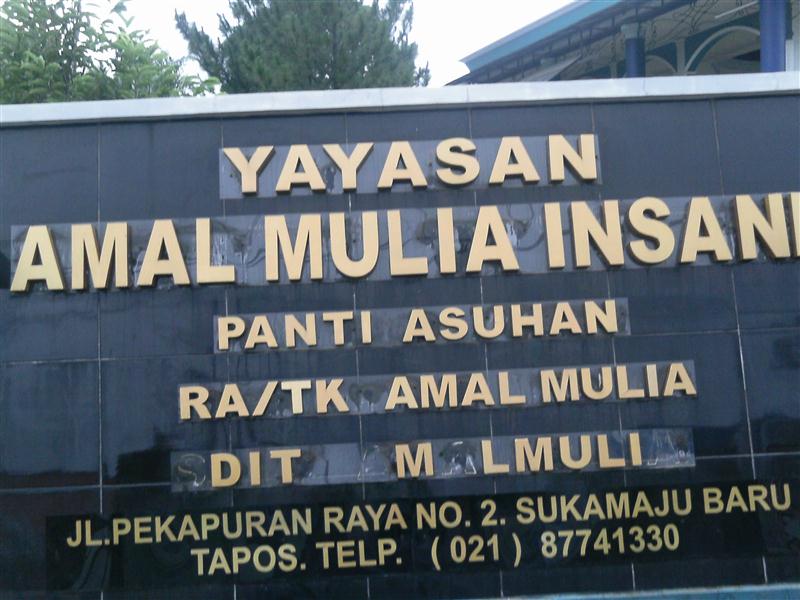 YAYASAN
AMAL MULIA INSANI
PANTI ASUHAN
RA/TK AMAL MULIA
SDIT AMALMULIA
JL.PEKAPURAN RAYA NO. 2. SUKAMAJU BARU
TAPOS. TELP. (021) 87741330